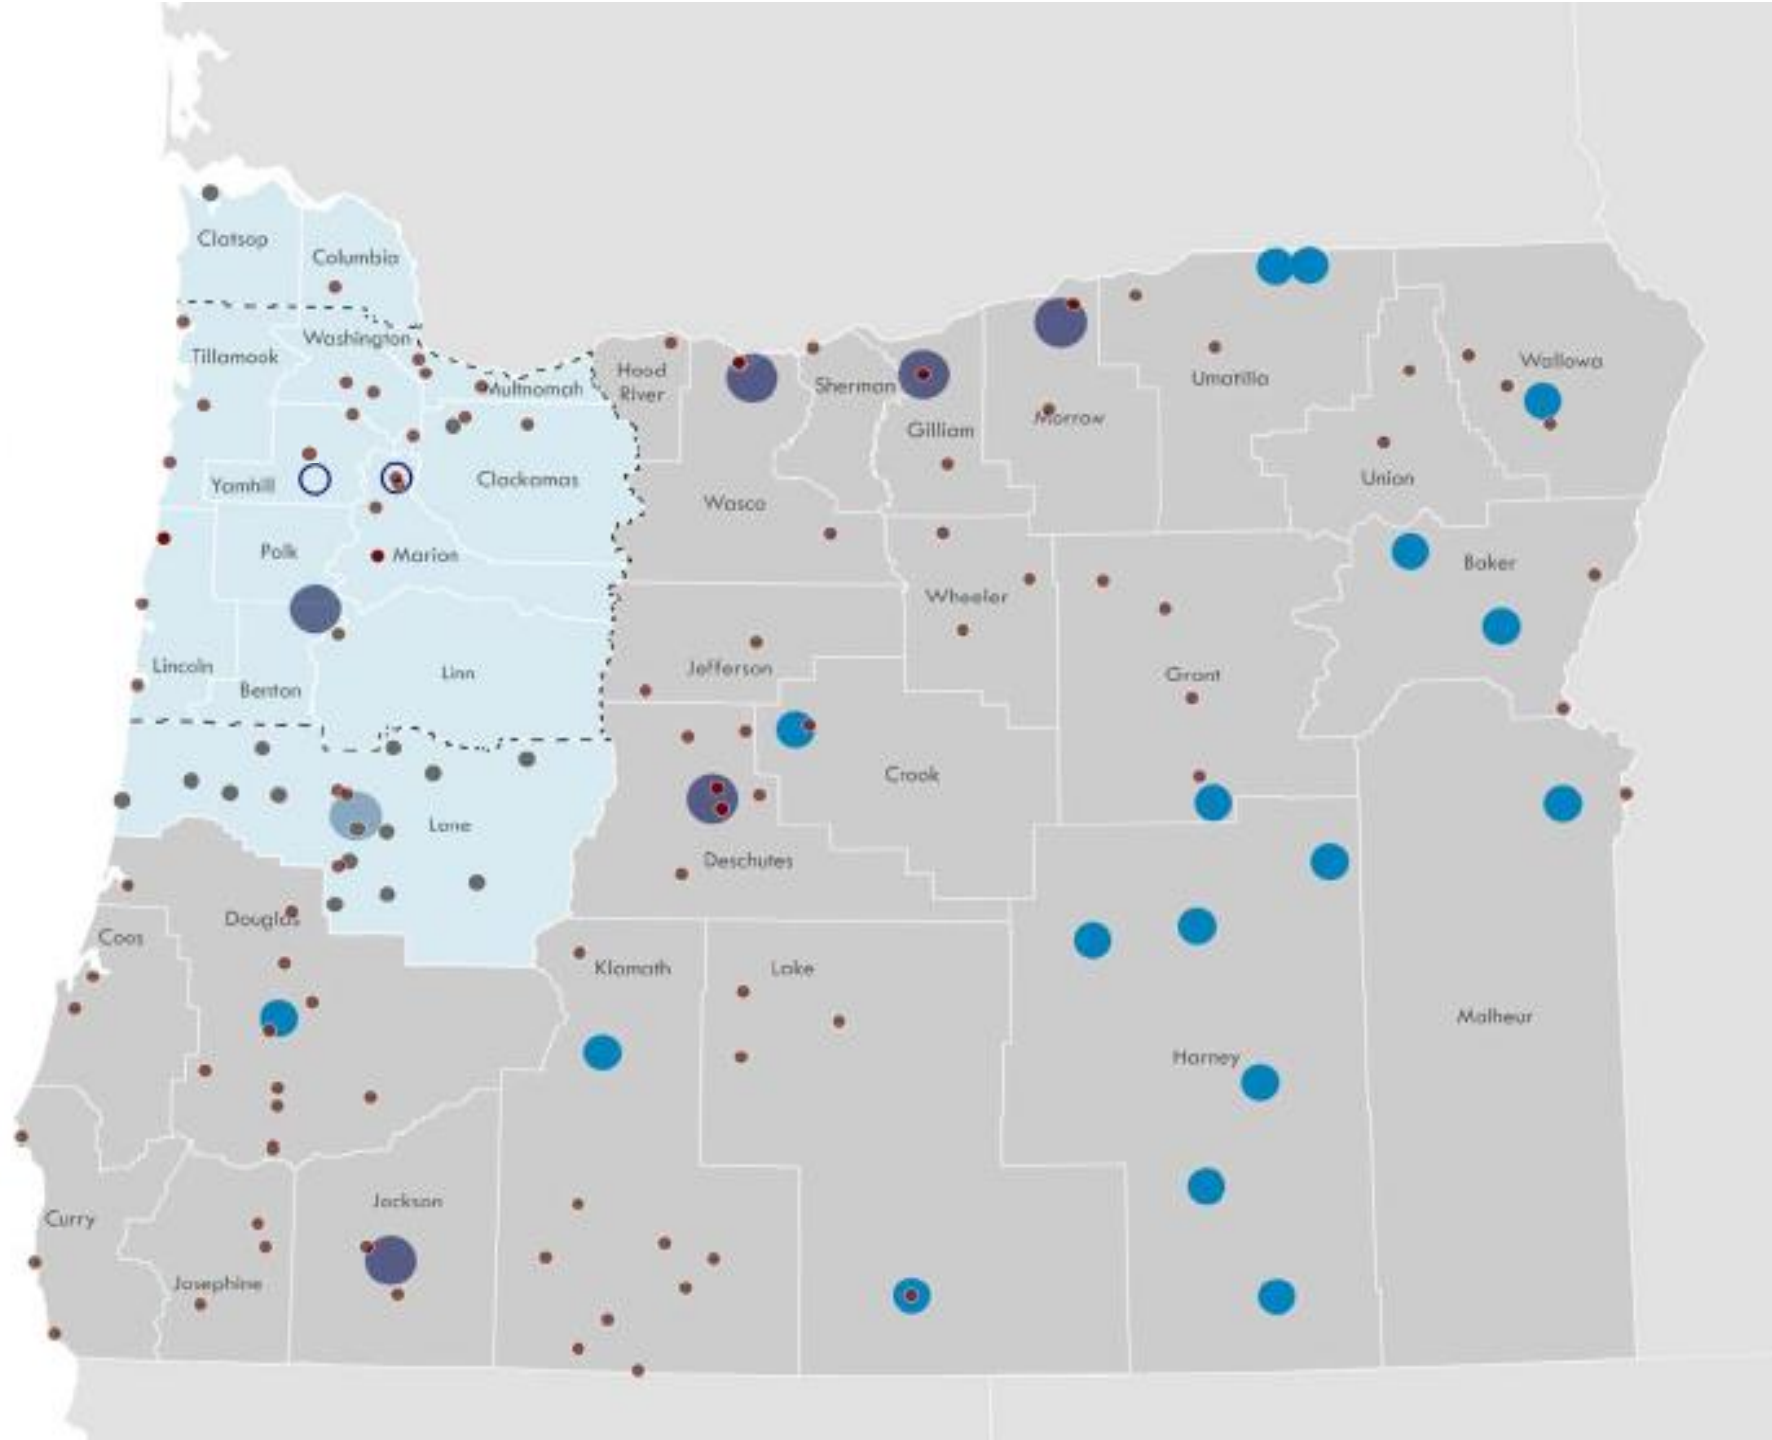 Clatsop
Columbia
Washington
Tillamook
Multnomah
Hood
River
Sherman
Wallowa
Umatilla
Gilliam
Morrow
Yamhill
Clackamas
Union
Wasco
Polk
Marion
Baker
Wheeler
Lincoln
Jefferson
Linn
Grant
Benton
Crook
Lane
Deschutes
Douglas
Coos
Klamath
Lake
Malheur
Harney
Jackson
Curry
Josephine